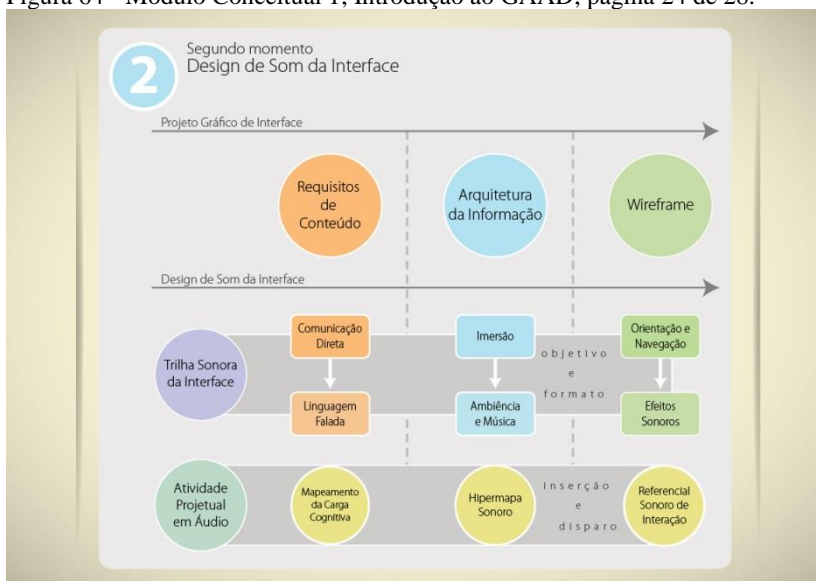 Figura 64 - Módulo Conceitual 1, Introdução ao GAAD, página 24 de 28.
2
Segundo momento
Design de Som da Interface
Projeto Gráfico de Interface
Requisitos
de
Conteúdo
Arquitetura
da Informação
Wireframe
Design de Som da Interface
Trilha Sonora
da Interface
Comunicação
Direta
Imersão
Orientação e
Navegação
objetivo
e
formato
Linguagem
Falada
Ambiência
e Música
Efeitos
Sonoros
Atividade
Projetual
em Áudio
Mapeamento
da Carga
Cognitiva
Hipermapa
Sonoro
inserção
e
disparo
Referencial
Sonoro de
Interação